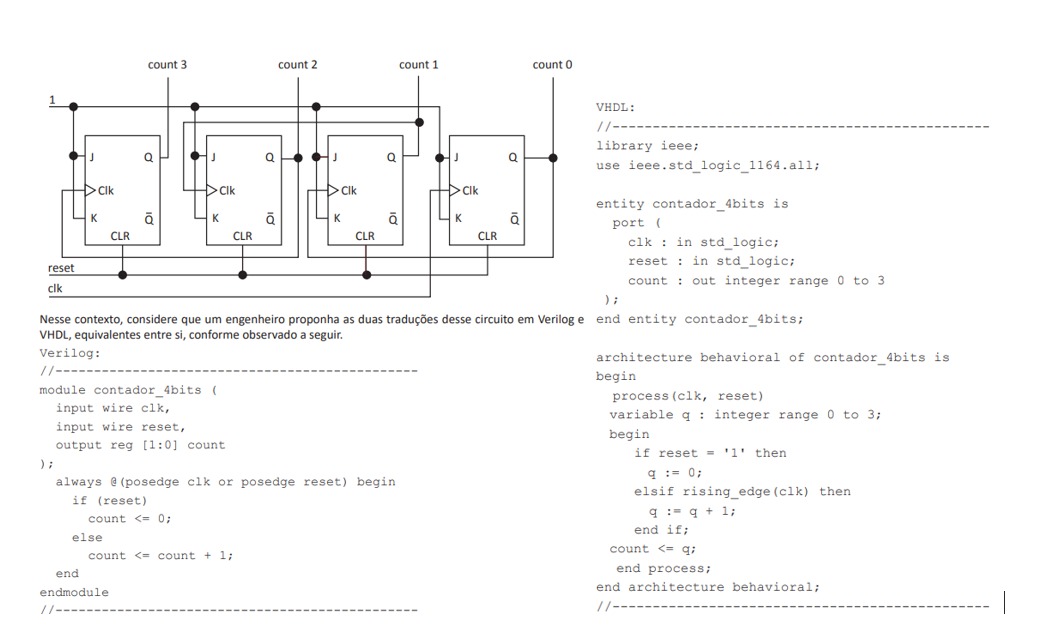 count 3 count 2 count 1 count 0
1
J Q J Q J Q J Q
Clk Clk Clk Clk
K Q̄ K Q̄ K Q̄ K Q̄
CLR CLR CLR CLR
reset
clk
Nesse contexto, considere que um engenheiro proponha as duas traduções desse circuito em Verilog e
VHDL, equivalentes entre si, conforme observado a seguir.
Verilog:
//-----------------------------------------------
module contador_4bits (
  input wire clk,
  input wire reset,
  output reg [1:0] count
);
  always @(posedge clk or posedge reset) begin
    if (reset)
      count <= 0;
    else
      count <= count + 1;
  end
endmodule
//-----------------------------------------------
VHDL:
//-----------------------------------------------
library ieee;
use ieee.std_logic_1164.all;
entity contador_4bits is
  port (
    clk : in std_logic;
    reset : in std_logic;
    count : out integer range 0 to 3
 );
end entity contador_4bits;
architecture behavioral of contador_4bits is
begin
  process(clk, reset)
  variable q : integer range 0 to 3;
  begin
     if reset = '1' then
       q := 0;
     elsif rising_edge(clk) then
       q := q + 1;
     end if;
  count <= q;
   end process;
end architecture behavioral;
//-----------------------------------------------